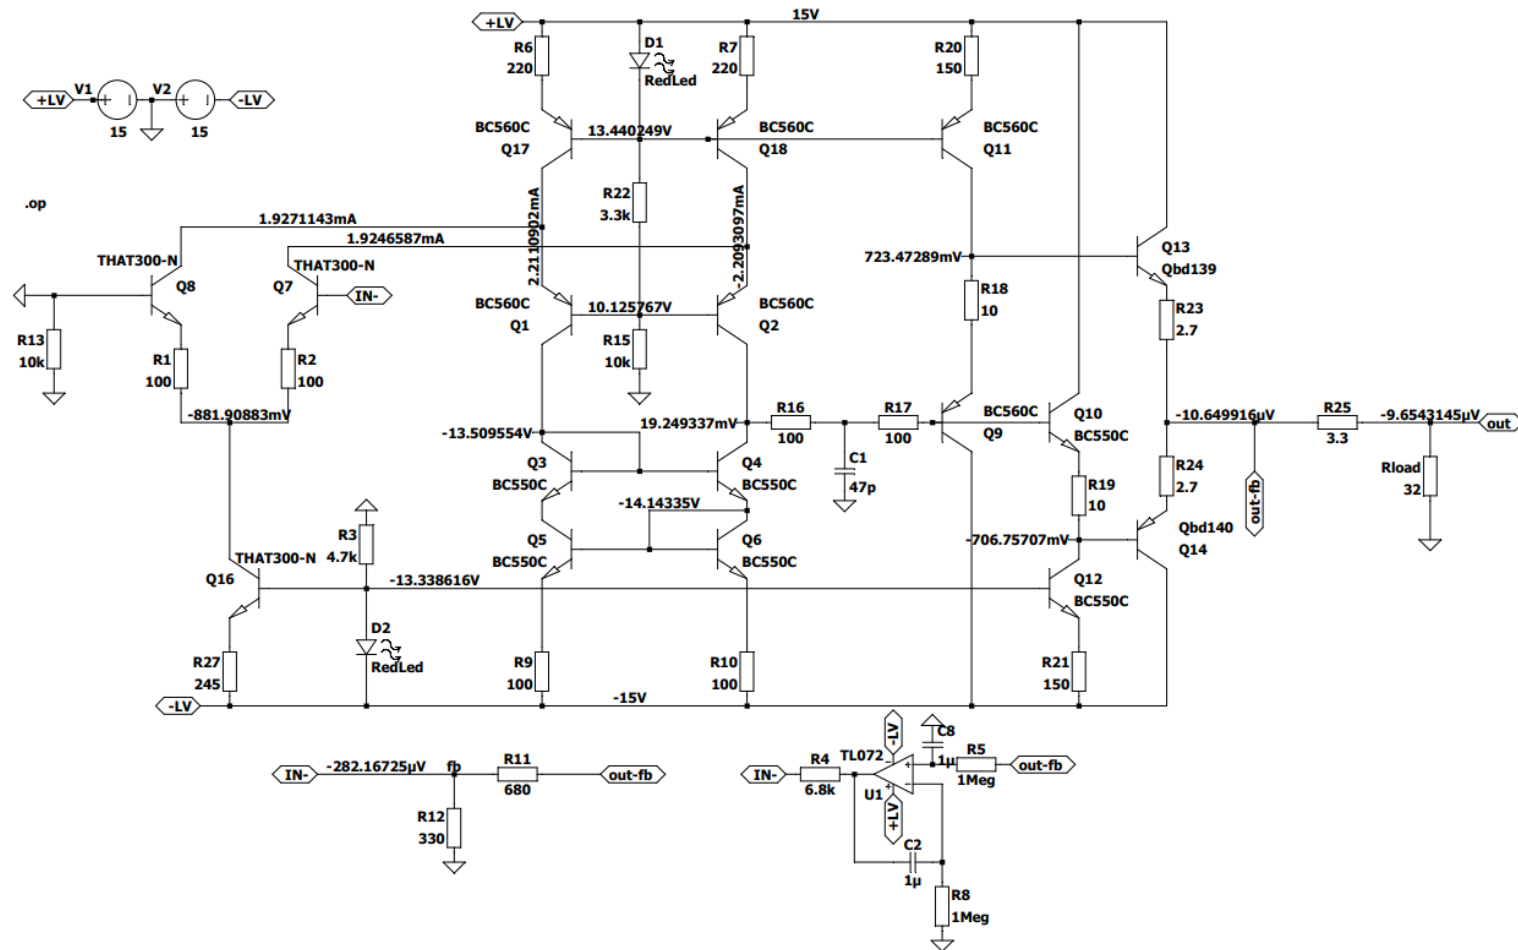 +LV
15V
R6
220
D1
RedLed
R7
220
R20
150
V1
V2
+LV
-LV
15
15
BC560C
Q17
13.440249V
BC560C
Q18
BC560C
Q11
.op
R22
3.3k
1.9271143mA
2.2110902mA
1.9246587mA
-2.2093097mA
THAT300-N
Q8
THAT300-N
Q7
IN-
723.47289mV
Q13
Qbd139
R18
10
R23
2.7
BC560C
Q1
10.125767V
BC560C
Q2
R13
10k
R1
100
R2
100
R15
10k
-881.90883mV
-13.509554V
19.249337mV
R16
100
R17
100
BC560C
Q9
Q10
BC550C
-10.649916µV
R25
3.3
-9.6543145µV
out
C1
47p
Q3
BC550C
Q4
BC550C
R19
10
R24
2.7
Rload
32
out-fb
-14.14335V
R3
4.7k
Q5
BC550C
Q6
BC550C
-706.75707mV
Qbd140
Q14
THAT300-N
Q16
-13.338616V
Q12
BC550C
D2
RedLed
R27
245
R9
100
R10
100
R21
150
-LV
-15V
IN-
-282.16725µV
fb
R11
680
out-fb
R12
330
IN-
R4
6.8k
TL072
U1
-LV
+LV
C8
1µ
R5
1Meg
out-fb
C2
1µ
R8
1Meg